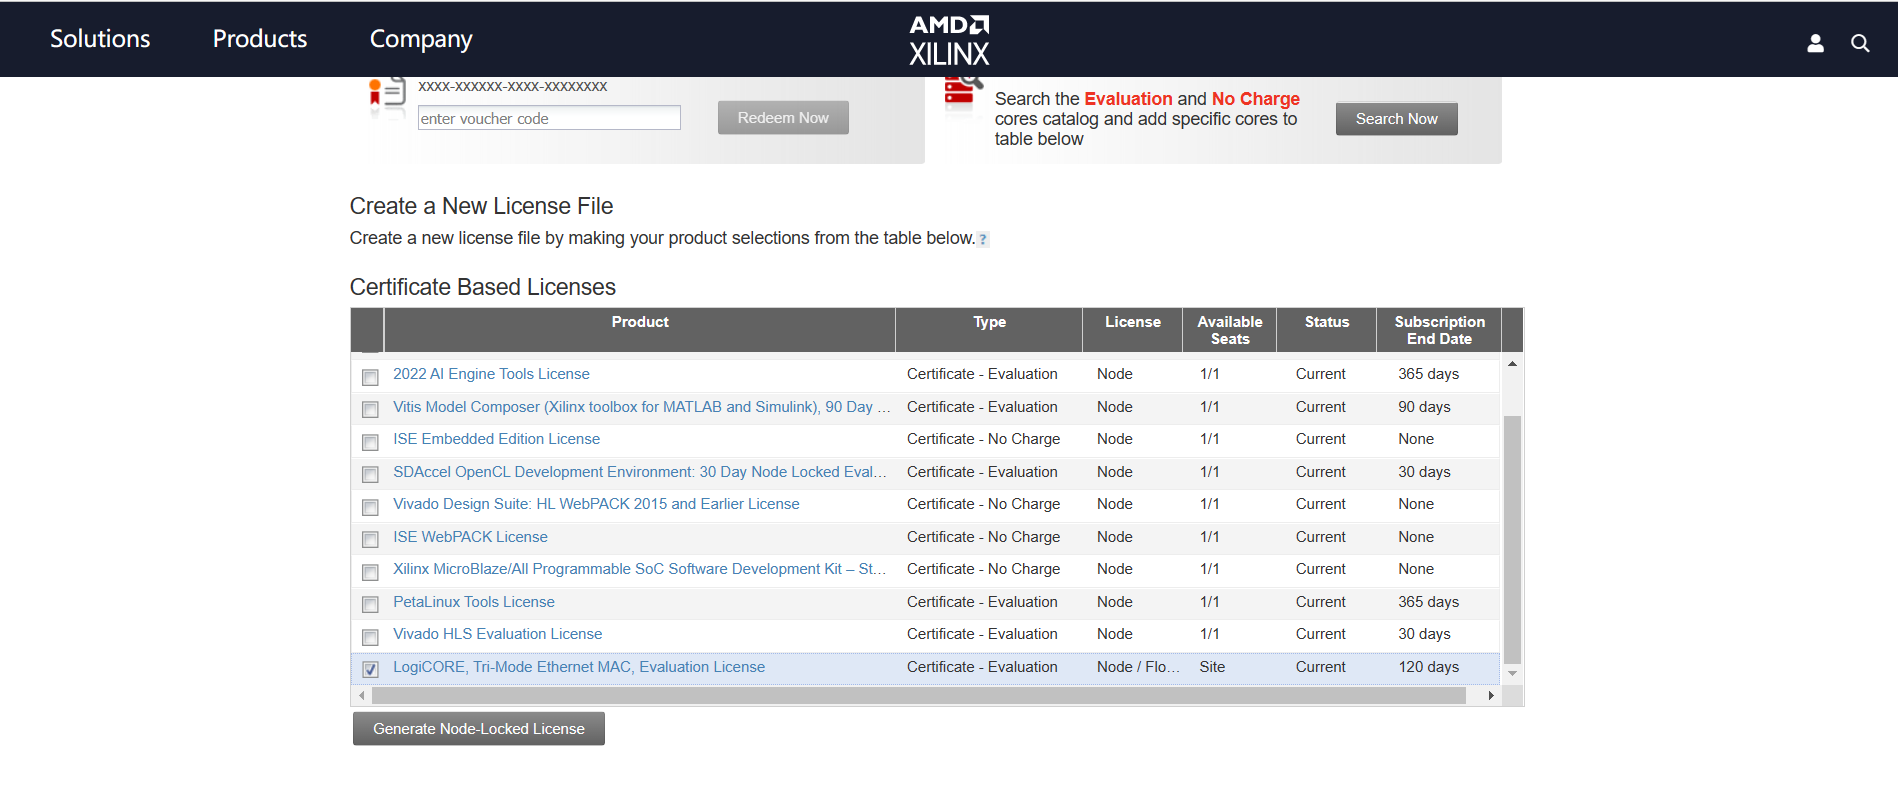 Solutions Products Company
AMD
XILINX
xxxx-xxxxxx-xxxx-xxxxxxxx
enter voucher code
Redeem Now
Search the Evaluation and No Charge
cores catalog and add specific cores to
table below
Search Now
Create a New License File
Create a new license file by making your product selections from the table below. ?
Certificate Based Licenses
Product Type License Available Seats Status Subscription End Date
2022 AI Engine Tools License Certificate - Evaluation Node 1/1 Current 365 days
Vitis Model Composer (Xilinx toolbox for MATLAB and Simulink), 90 Day ... Certificate - Evaluation Node 1/1 Current 90 days
ISE Embedded Edition License Certificate - No Charge Node 1/1 Current None
SDAccel OpenCL Development Environment: 30 Day Node Locked Eval... Certificate - Evaluation Node 1/1 Current 30 days
Vivado Design Suite: HL WebPACK 2015 and Earlier License Certificate - No Charge Node 1/1 Current None
ISE WebPACK License Certificate - No Charge Node 1/1 Current None
Xilinx MicroBlaze/All Programmable SoC Software Development Kit – St... Certificate - No Charge Node 1/1 Current None
PetaLinux Tools License Certificate - Evaluation Node 1/1 Current 365 days
Vivado HLS Evaluation License Certificate - Evaluation Node 1/1 Current 30 days
LogiCORE, Tri-Mode Ethernet MAC, Evaluation License Certificate - Evaluation Node / Flo... Site Current 120 days
Generate Node-Locked License